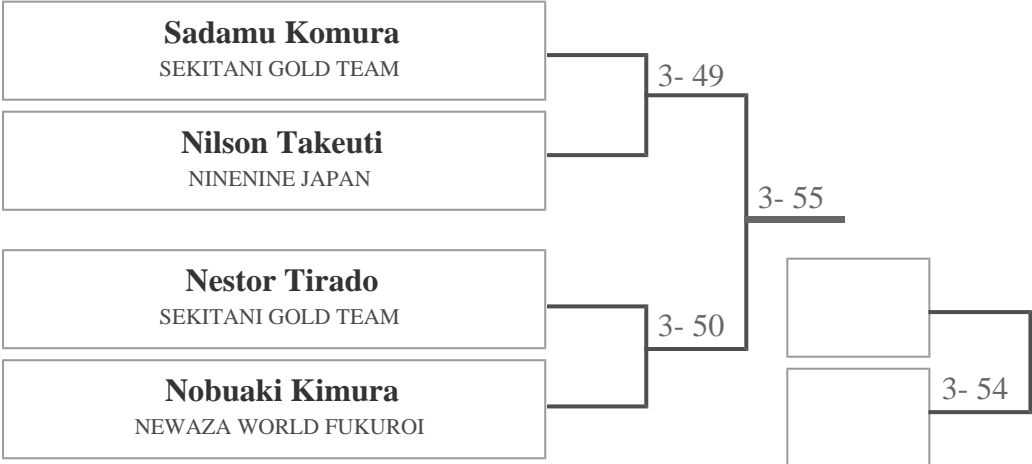 Sadamu Komura
SEKITANI GOLD TEAM
3- 49
Nilson Takeuti
NINENINE JAPAN
3- 55
Nestor Tirado
SEKITANI GOLD TEAM
3- 50
Nobuaki Kimura
NEWAZA WORLD FUKUROI
3- 54